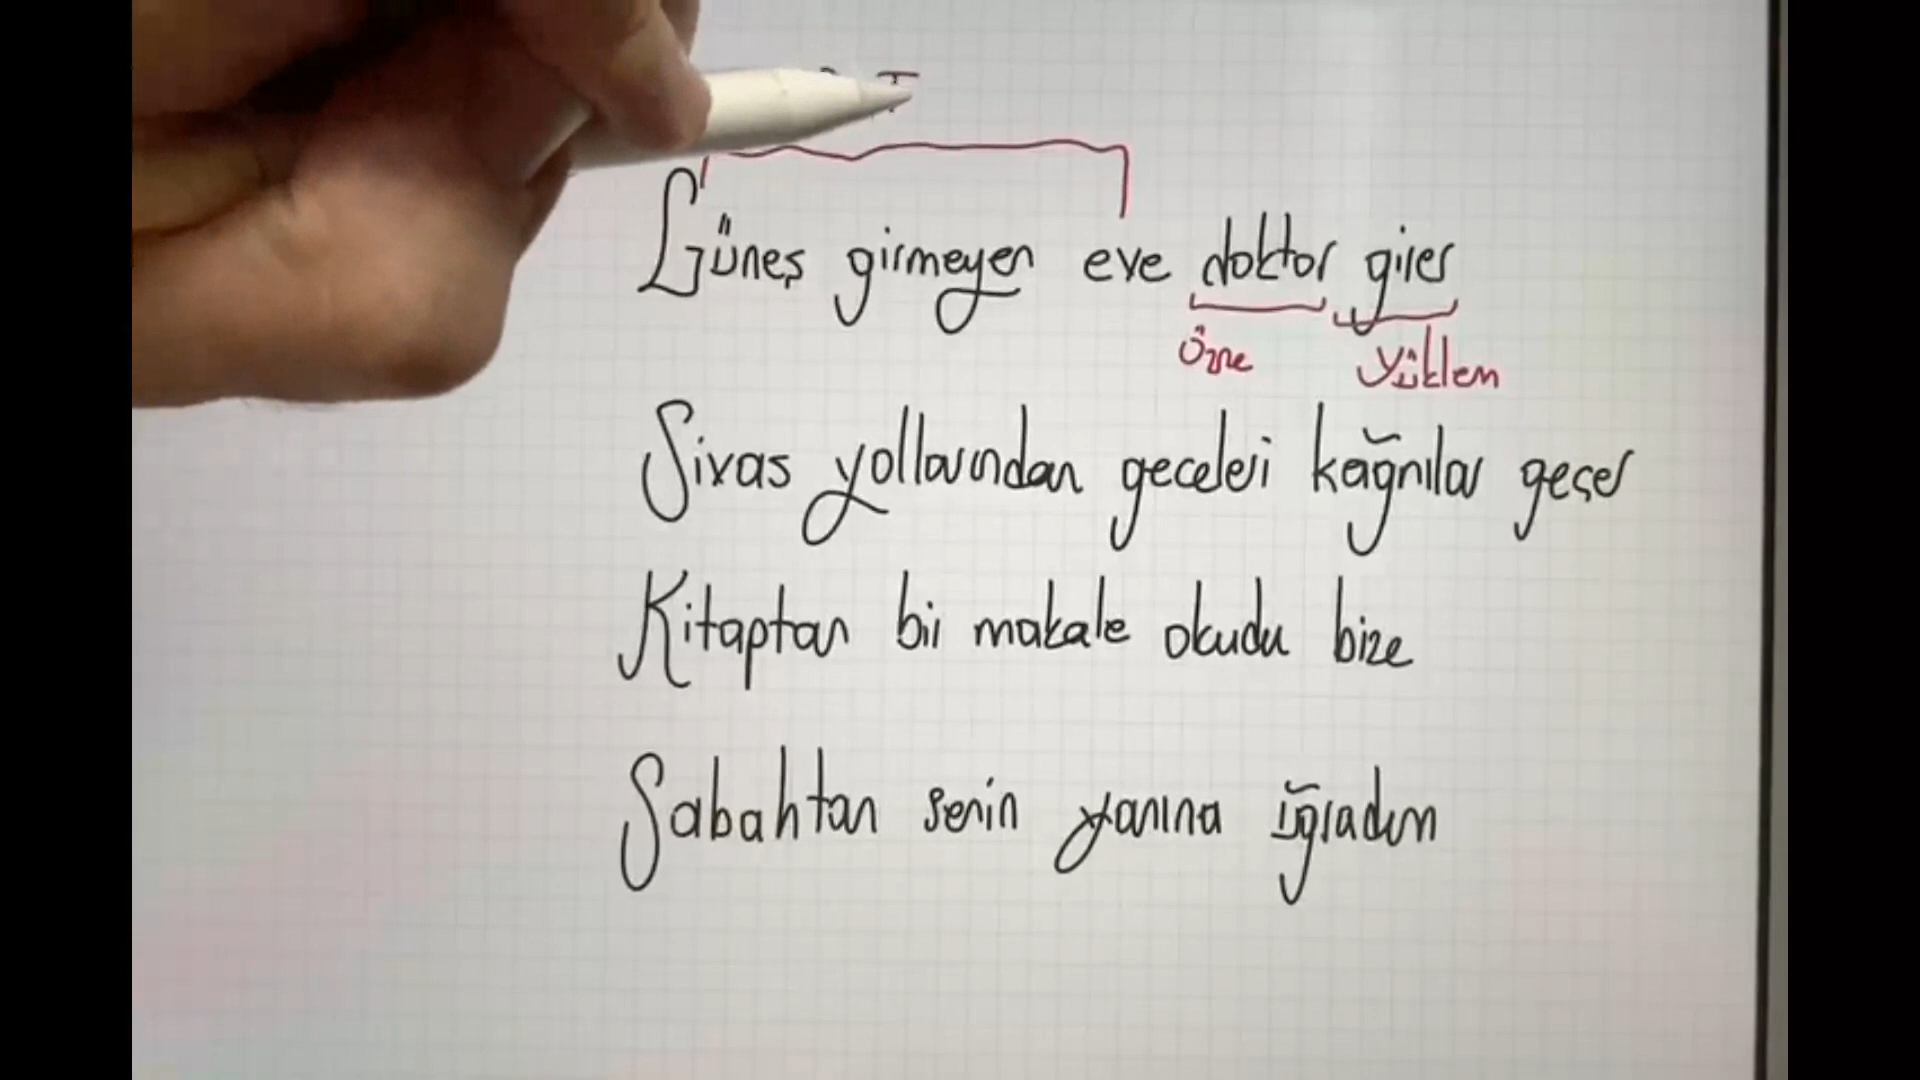 Güneş girmeyen eve doktor girer
Özne Yüklem
Sivas yollarından geceleri kağnılar geçer
Kitaptan bir makale okudu bize
Sabahtan senin yanına uğradım